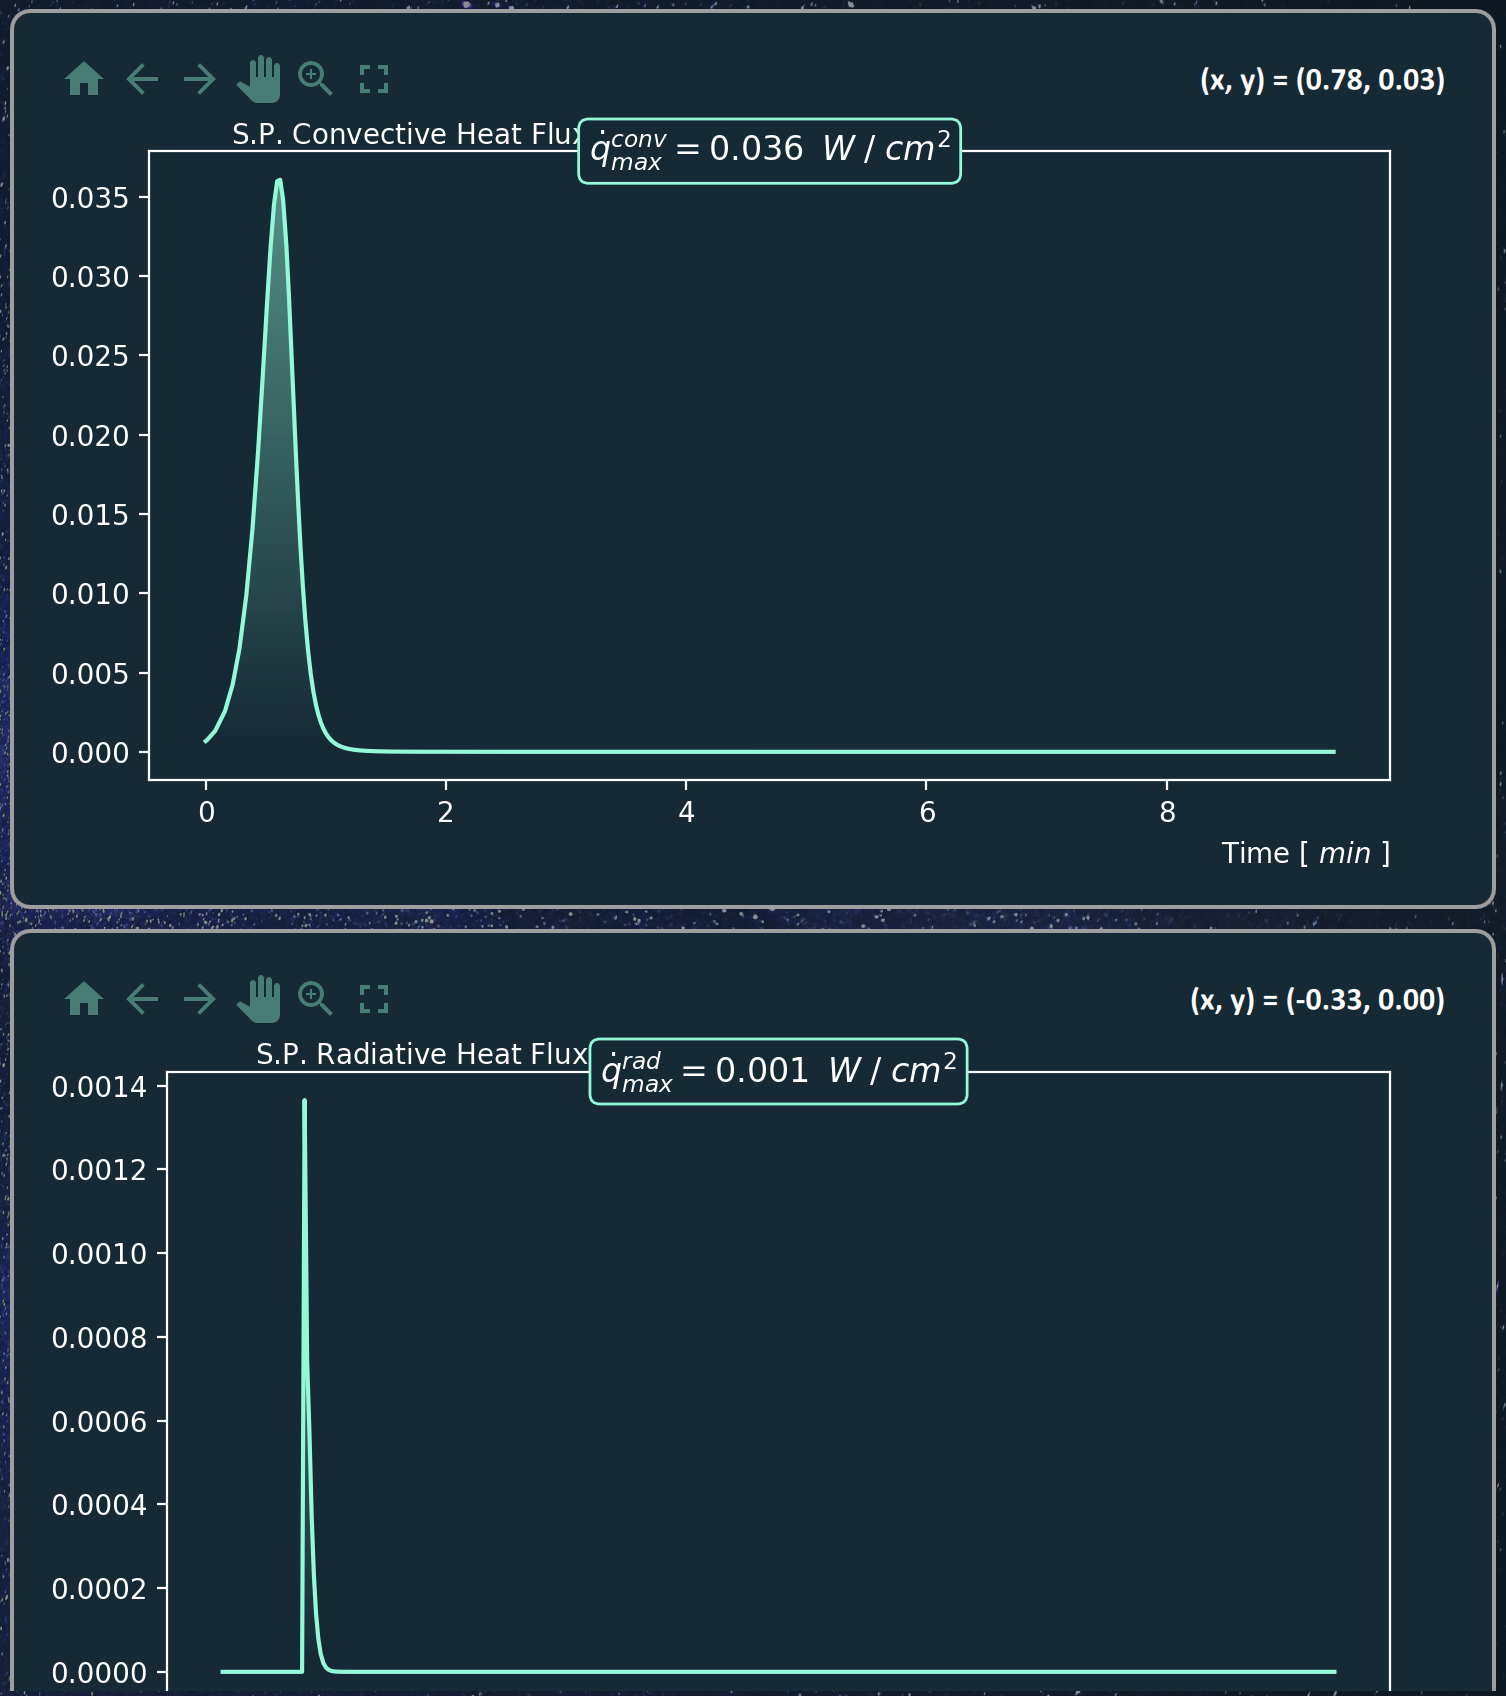 (x, y) = (0.78, 0.03)
S.P. Convective Heat Flux
q̇ᶜᵒⁿᵛₘₐₓ = 0.036 W / cm²
0.035
0.030
0.025
0.020
0.015
0.010
0.005
0.000
0 2 4 6 8
Time [ min ]
(x, y) = (-0.33, 0.00)
S.P. Radiative Heat Flux
q̇ʳᵃᵈₘₐₓ = 0.001 W / cm²
0.0014
0.0012
0.0010
0.0008
0.0006
0.0004
0.0002
0.0000